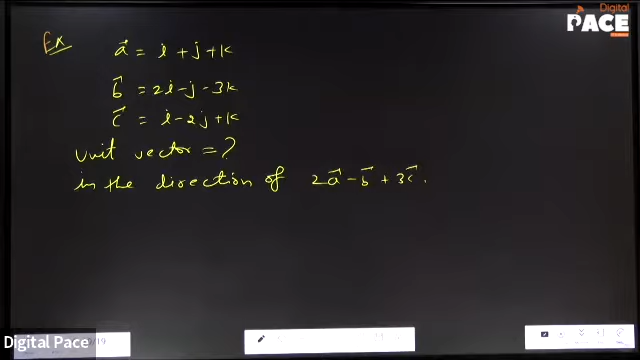 Digital
PACE
Ex
a⃗ = i + j + k
b⃗ = 2i - j - 3k
c⃗ = i - 2j + k
unit vector = ?
in the direction of 2a⃗ - b⃗ + 3c⃗.
Digital Pace